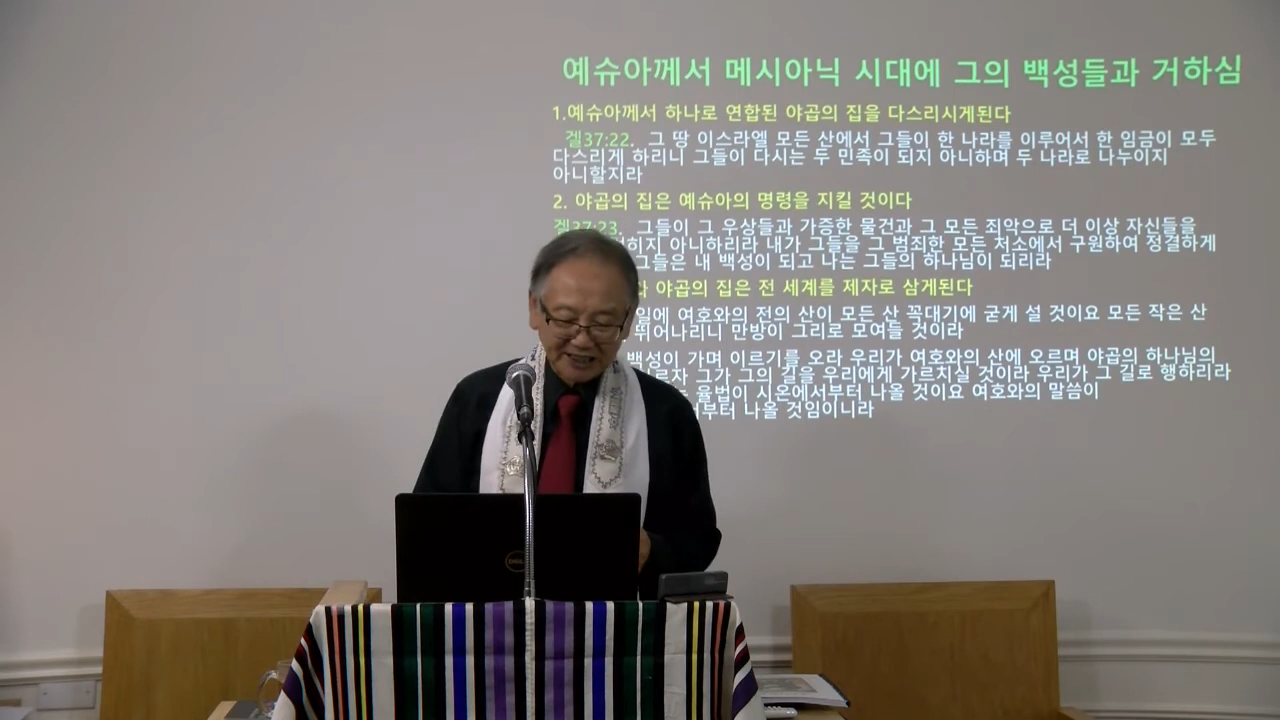 예슈아께서 메시아닉 시대에 그의 백성들과 거하심
1.예슈아께서 하나로 연합된 야곱의 집을 다스리시게된다
겔37:22. 그 땅 이스라엘 모든 산에서 그들이 한 나라를 이루어서 한 임금이 모두
다스리게 하리니 그들이 다시는 두 민족이 되지 아니하며 두 나라로 나누이지
아니할지라
2. 야곱의 집은 예슈아의 명령을 지킬 것이다
겔37:23. 그들이 그 우상들과 가증한 물건과 그 모든 죄악으로 더 이상 자신들을
아니하리라 내가 그들을 그 범죄한 모든 처소에서 구원하여 정결하게
그들은 내 백성이 되고 나는 그들의 하나님이 되리라
야곱의 집은 전 세계를 제자로 삼게된다
여호와의 전의 산이 모든 산 꼭대기에 굳게 설 것이요 모든 작은 산
뛰어나리니 만방이 그리로 모여들 것이라
백성이 가며 이르기를 오라 우리가 여호와의 산에 오르며 야곱의 하나님의
그가 그의 길을 우리에게 가르치실 것이라 우리가 그 길로 행하리라
율법이 시온에서부터 나올 것이요 여호와의 말씀이
나올 것임이니라
DELL